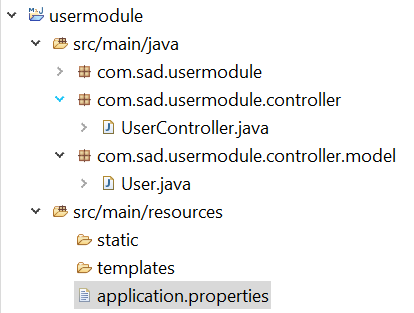 usermodule
src/main/java
com.sad.usermodule
com.sad.usermodule.controller
UserController.java
com.sad.usermodule.controller.model
User.java
src/main/resources
static
templates
application.properties